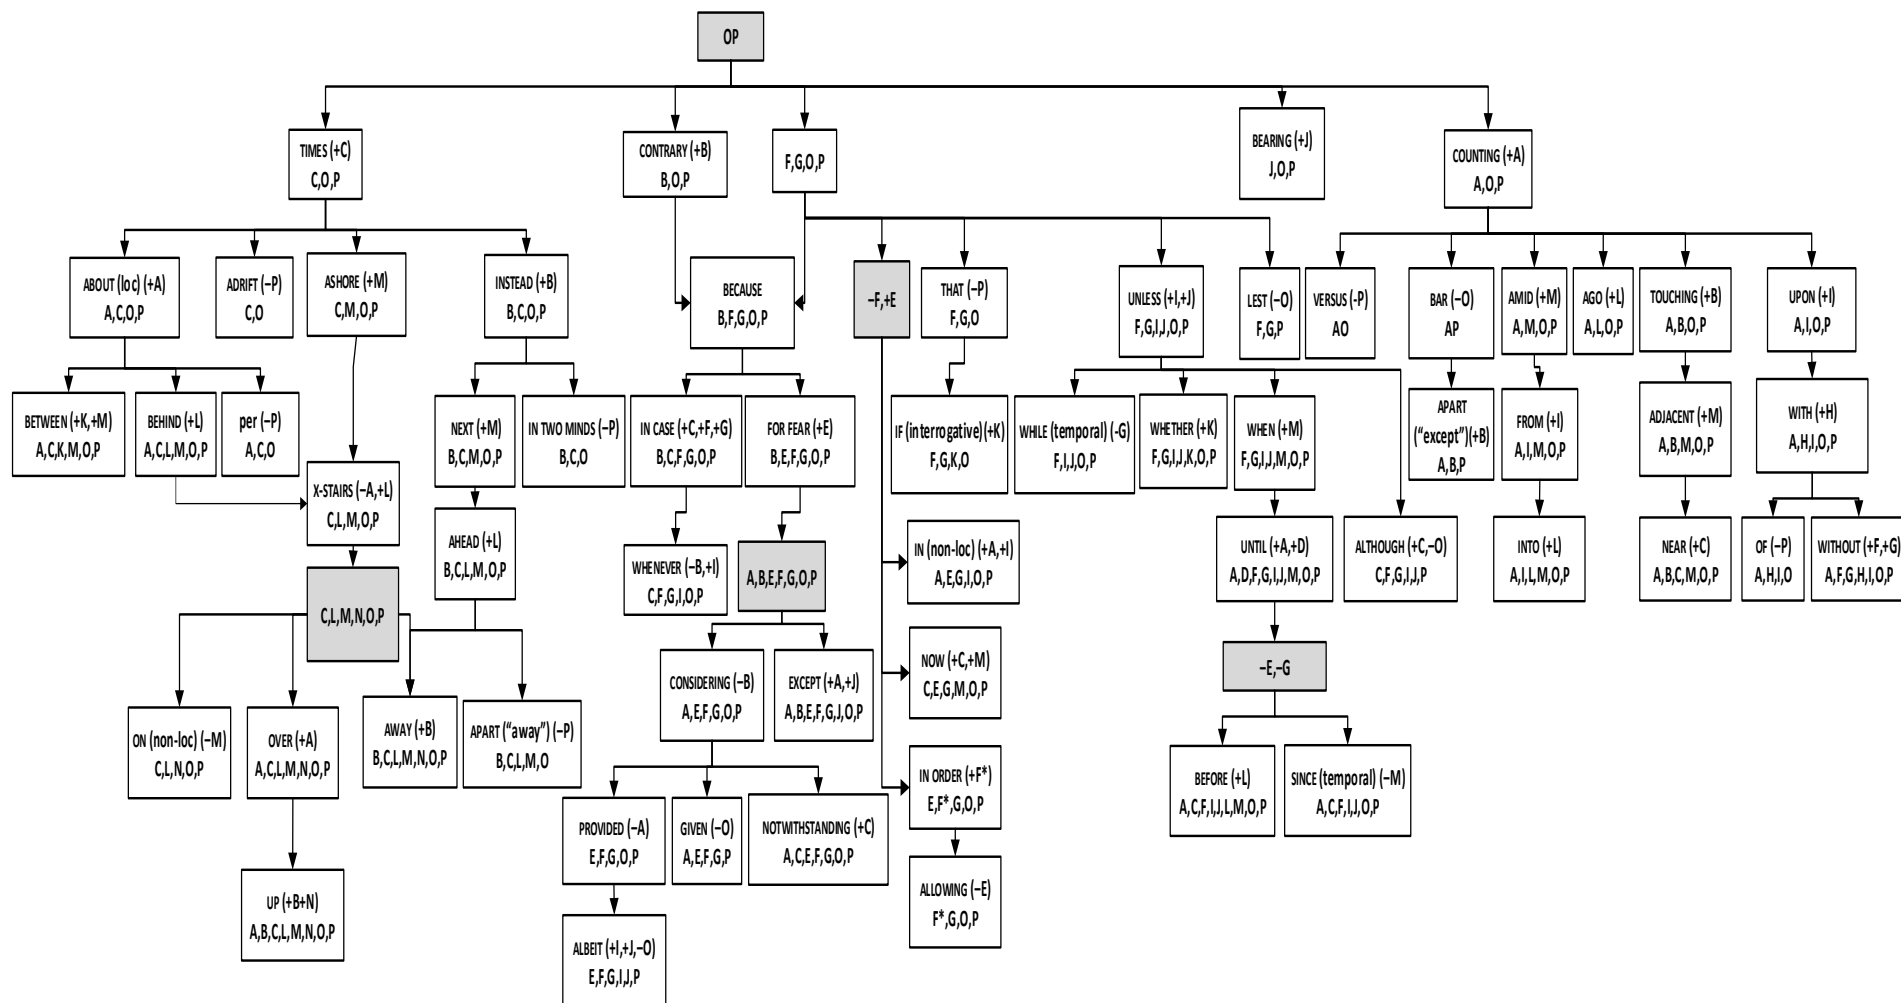 OP
TIMES (+C)
C,O,P
CONTRARY (+B)
B,O,P
F,G,O,P
BEARING (+J)
J,O,P
COUNTING (+A)
A,O,P
ABOUT (loc) (+A)
A,C,O,P
ADRIFT (−P)
C,O
ASHORE (+M)
C,M,O,P
INSTEAD (+B)
B,C,O,P
BECAUSE
B,F,G,O,P
−F,+E
THAT (−P)
F,G,O
UNLESS (+I,+J)
F,G,I,J,O,P
LEST (−O)
F,G,P
VERSUS (-P)
AO
BAR (−O)
AP
AMID (+M)
A,M,O,P
AGO (+L)
A,L,O,P
TOUCHING (+B)
A,B,O,P
UPON (+I)
A,I,O,P
BETWEEN (+K,+M)
A,C,K,M,O,P
BEHIND (+L)
A,C,L,M,O,P
per (−P)
A,C,O
X-STAIRS (−A,+L)
C,L,M,O,P
NEXT (+M)
B,C,M,O,P
IN TWO MINDS (−P)
B,C,O
IN CASE (+C,+F,+G)
B,C,F,G,O,P
FOR FEAR (+E)
B,E,F,G,O,P
IF (interrogative)(+K)
F,G,K,O
WHILE (temporal) (-G)
F,I,J,O,P
WHETHER (+K)
F,G,I,J,K,O,P
WHEN (+M)
F,G,I,J,M,O,P
APART
(“except”)(+B)
A,B,P
FROM (+I)
A,I,M,O,P
ADJACENT (+M)
A,B,M,O,P
WITH (+H)
A,H,I,O,P
AHEAD (+L)
B,C,L,M,O,P
WHENEVER (−B,+I)
C,F,G,I,O,P
A,B,E,F,G,O,P
IN (non-loc) (+A,+I)
A,E,G,I,O,P
UNTIL (+A,+D)
A,D,F,G,I,J,M,O,P
ALTHOUGH (+C,−O)
C,F,G,I,J,P
INTO (+L)
A,I,L,M,O,P
NEAR (+C)
A,B,C,M,O,P
OF (−P)
A,H,I,O
WITHOUT (+F,+G)
A,F,G,H,I,O,P
C,L,M,N,O,P
CONSIDERING (−B)
A,E,F,G,O,P
EXCEPT (+A,+J)
A,B,E,F,G,J,O,P
NOW (+C,+M)
C,E,G,M,O,P
−E,−G
ON (non-loc) (−M)
C,L,N,O,P
OVER (+A)
A,C,L,M,N,O,P
AWAY (+B)
B,C,L,M,N,O,P
APART (“away”) (−P)
B,C,L,M,O
IN ORDER (+F*)
E,F*,G,O,P
BEFORE (+L)
A,C,F,I,J,L,M,O,P
SINCE (temporal) (−M)
A,C,F,I,J,O,P
PROVIDED (−A)
E,F,G,O,P
GIVEN (−O)
A,E,F,G,P
NOTWITHSTANDING (+C)
A,C,E,F,G,O,P
UP (+B+N)
A,B,C,L,M,N,O,P
ALLOWING (−E)
F*,G,O,P
ALBEIT (+I,+J,−O)
E,F,G,I,J,P